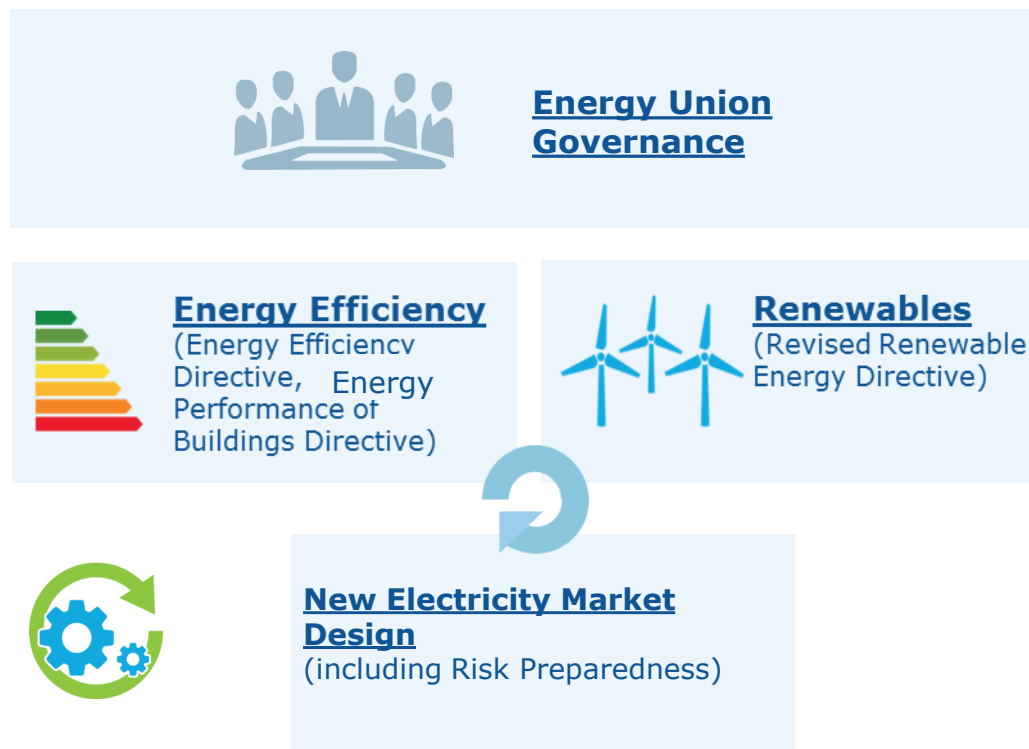 Energy Union
Governance
Energy Efficiency
(Energy Efficiency
Directive, Energy
Performance of
Buildings Directive)
Renewables
(Revised Renewable
Energy Directive)
New Electricity Market
Design
(including Risk Preparedness)